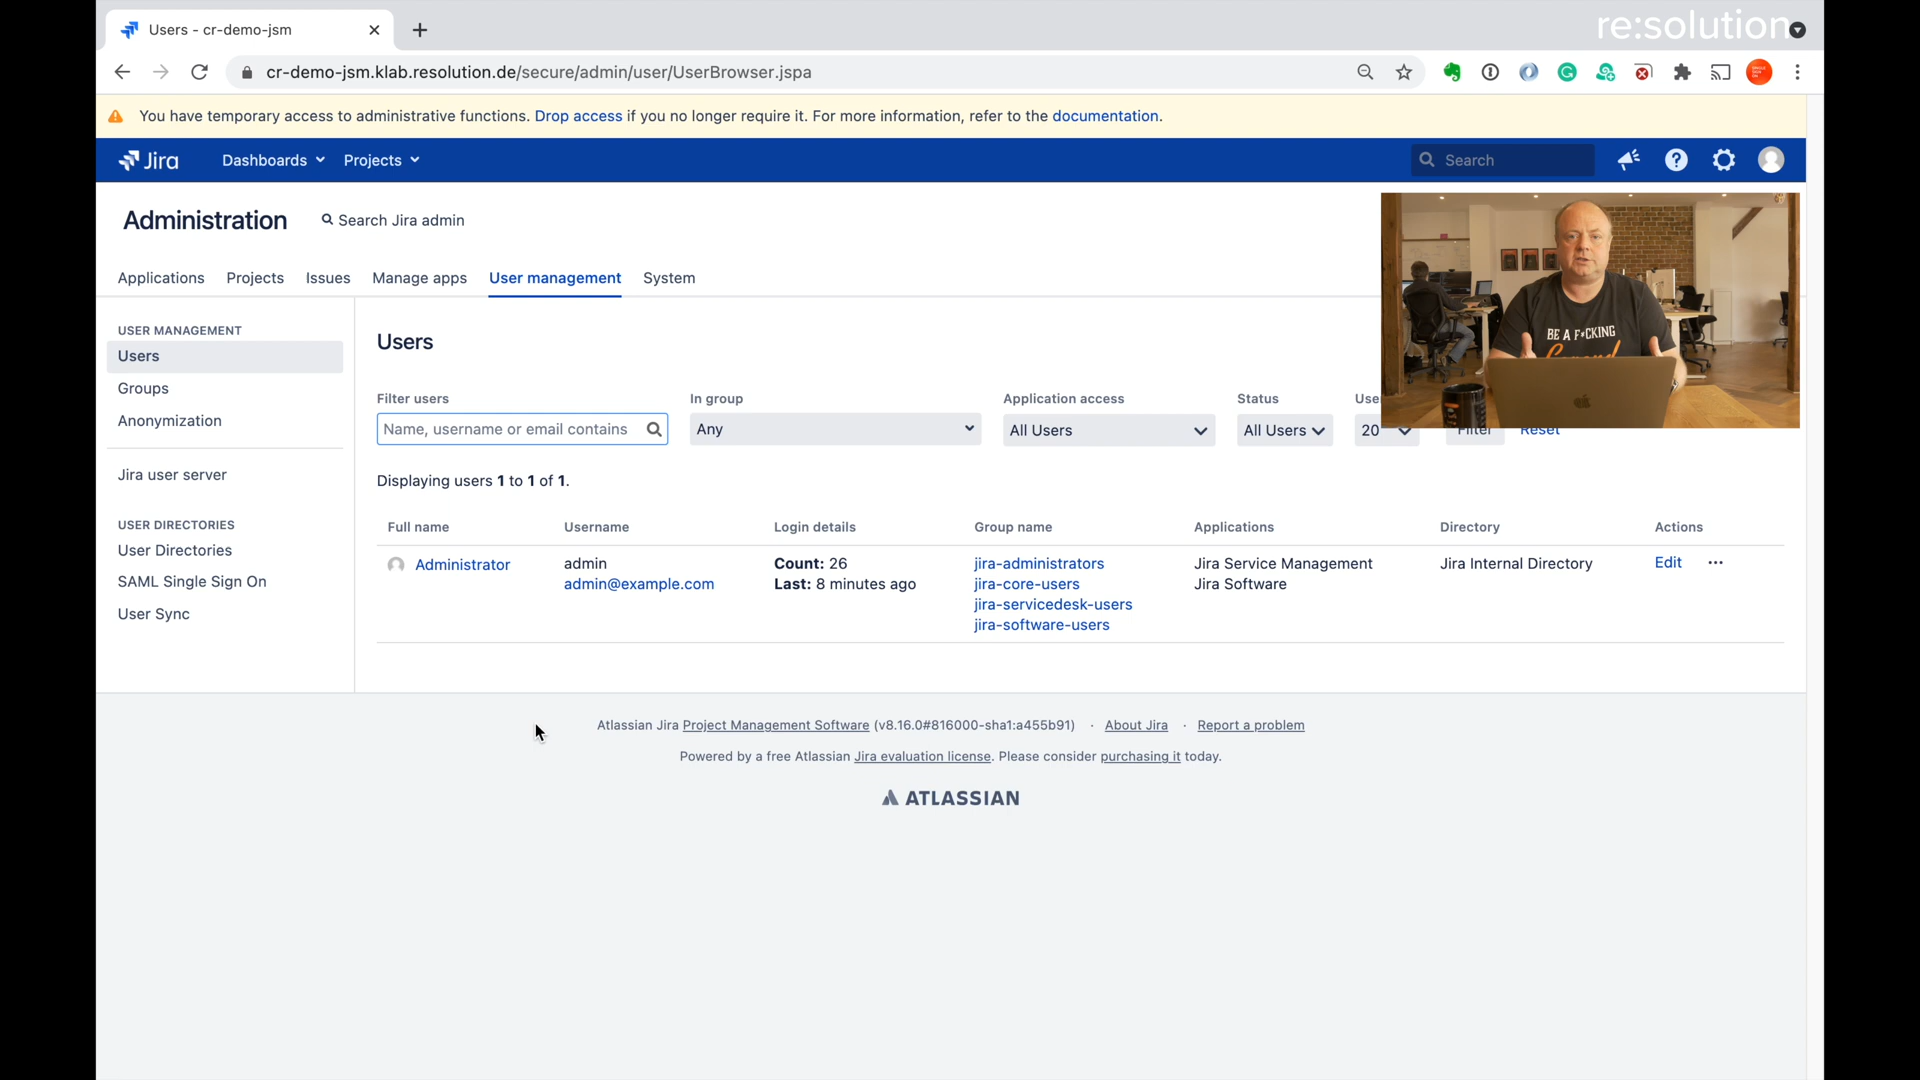 Users - cr-demo-jsm
re:solution
cr-demo-jsm.klab.resolution.de/secure/admin/user/UserBrowser.jspa
You have temporary access to administrative functions. Drop access if you no longer require it. For more information, refer to the documentation.
Jira Dashboards Projects Search
Administration Search Jira admin
Applications Projects Issues Manage apps User management System
USER MANAGEMENT
Users
Groups
Anonymization
Jira user server
USER DIRECTORIES
User Directories
SAML Single Sign On
User Sync
Users
Filter users In group Application access Status
Name, username or email contains Any All Users All Users 20 Filter Reset
Displaying users 1 to 1 of 1.
Full name Username Login details Group name Applications Directory Actions
Administrator admin Count: 26 jira-administrators Jira Service Management Jira Internal Directory Edit
admin@example.com Last: 8 minutes ago jira-core-users Jira Software
jira-servicedesk-users
jira-software-users
BE A F*CKING
Atlassian Jira Project Management Software (v8.16.0#816000-sha1:a455b91) · About Jira · Report a problem
Powered by a free Atlassian Jira evaluation license. Please consider purchasing it today.
ATLASSIAN